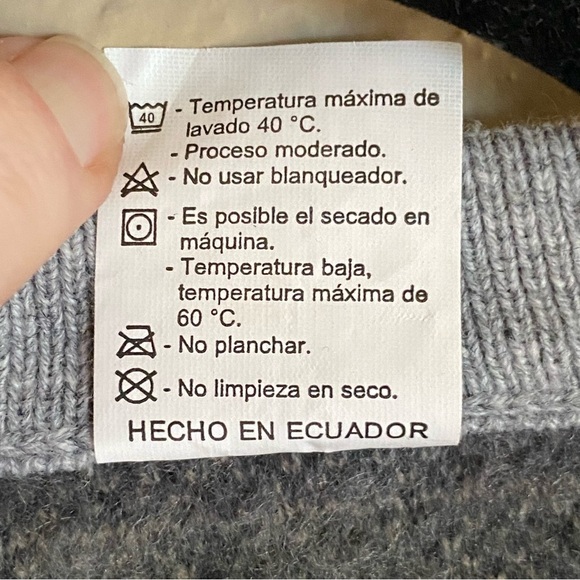 40 - Temperatura máxima de
lavado 40 °C.
- Proceso moderado.
- No usar blanqueador.
- Es posible el secado en
máquina.
- Temperatura baja,
temperatura máxima de
60 °C.
- No planchar.
- No limpieza en seco.
HECHO EN ECUADOR